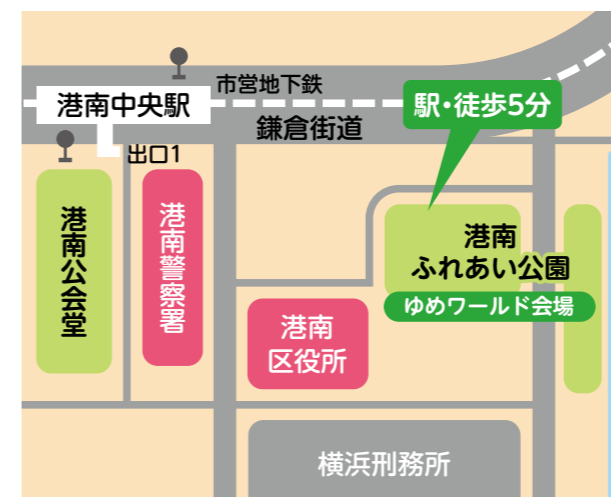 市営地下鉄
港南中央駅
駅・徒歩5分
鎌倉街道
出口1
港南公会堂
港南警察署
港南
ふれあい公園
ゆめワールド会場
港南
区役所
横浜刑務所